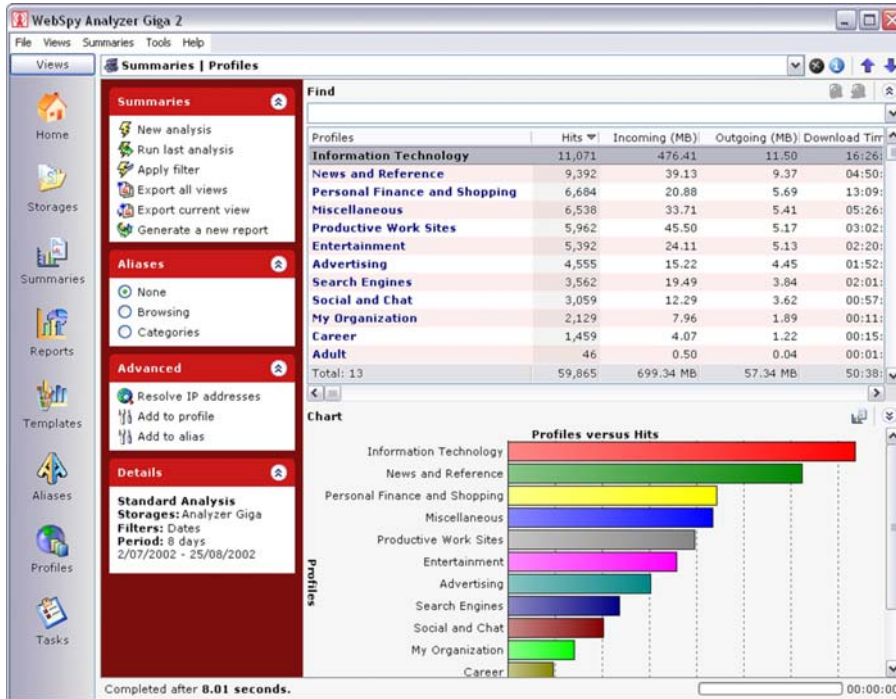 WebSpy Analyzer Giga 2
File Views Summaries Tools Help
Views
Summaries | Profiles
Home
Storages
Summaries
Reports
Templates
Aliases
Profiles
Tasks
Summaries
New analysis
Run last analysis
Apply filter
Export all views
Export current view
Generate a new report
Aliases
None
Browsing
Categories
Advanced
Resolve IP addresses
Add to profile
Add to alias
Details
Standard Analysis
Storages: Analyzer Giga
Filters: Dates
Period: 8 days
2/07/2002 - 25/08/2002
Find
Profiles Hits Incoming (MB) Outgoing (MB) Download Tim
Information Technology 11,071 476.41 11.50 16:26:
News and Reference 9,392 39.13 9.37 04:50:
Personal Finance and Shopping 6,684 20.88 5.69 13:09:
Miscellaneous 6,538 33.71 5.41 05:26:
Productive Work Sites 5,962 45.50 5.17 03:02:
Entertainment 5,392 24.11 5.13 02:20:
Advertising 4,555 15.22 4.45 01:52:
Search Engines 3,562 19.49 3.84 02:01:
Social and Chat 3,059 12.29 3.62 00:57:
My Organization 2,129 7.96 1.89 00:11:
Career 1,459 4.07 1.22 00:15:
Adult 46 0.50 0.04 00:01:
Total: 13 59,865 699.34 MB 57.34 MB 50:38:
Chart
Profiles versus Hits
Profiles
Information Technology
News and Reference
Personal Finance and Shopping
Miscellaneous
Productive Work Sites
Entertainment
Advertising
Search Engines
Social and Chat
My Organization
Career
Completed after 8.01 seconds.
00:00:0